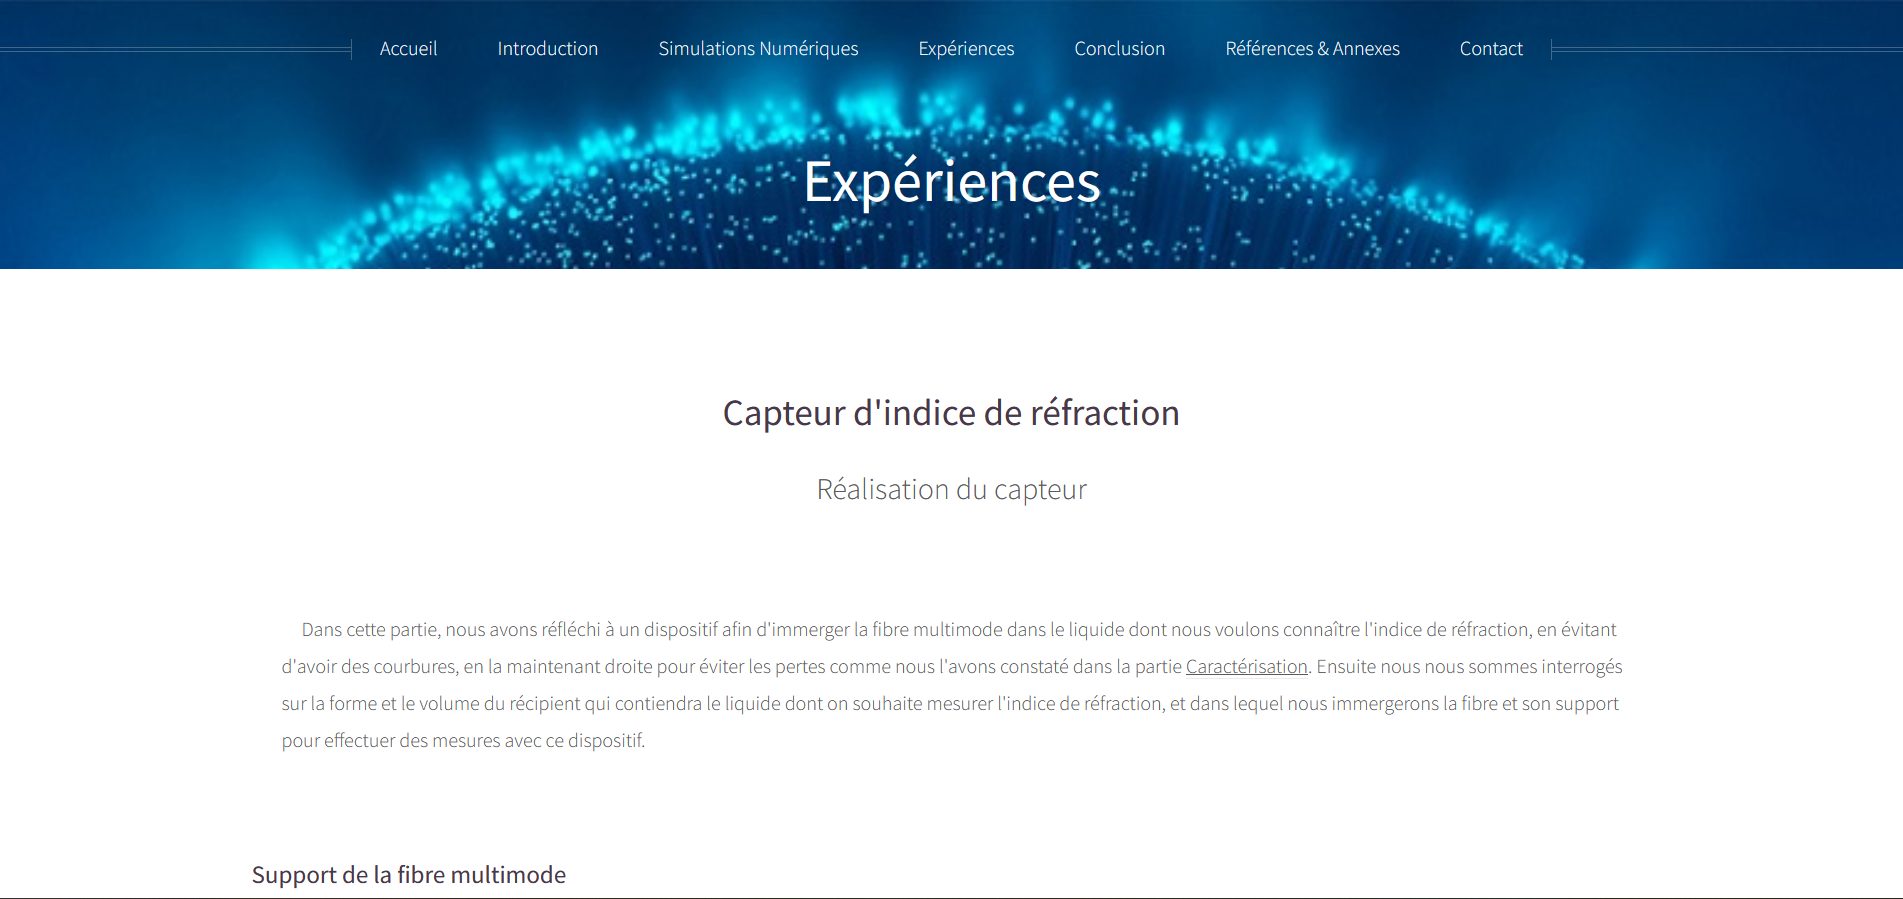 Accueil Introduction Simulations Numériques Expériences Conclusion Références & Annexes Contact
Expériences
Capteur d'indice de réfraction
Réalisation du capteur
Dans cette partie, nous avons réfléchi à un dispositif afin d'immerger la fibre multimode dans le liquide dont nous voulons connaître l'indice de réfraction, en évitant
d'avoir des courbures, en la maintenant droite pour éviter les pertes comme nous l'avons constaté dans la partie Caractérisation. Ensuite nous nous sommes interrogés
sur la forme et le volume du récipient qui contiendra le liquide dont on souhaite mesurer l'indice de réfraction, et dans lequel nous immergerons la fibre et son support
pour effectuer des mesures avec ce dispositif.
Support de la fibre multimode